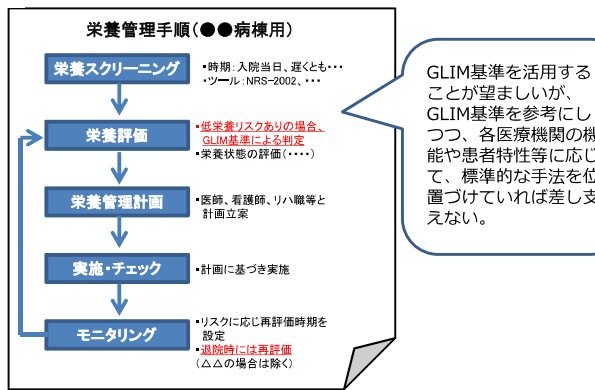 栄養管理手順(●●病棟用)
栄養スクリーニング
▪時期:入院当日、遅くとも・・・
▪ツール:NRS-2002、・・・
栄養評価
▪低栄養リスクありの場合、
GLIM基準による判定
▪栄養状態の評価(・・・・)
栄養管理計画
▪医師、看護師、リハ職等と
計画立案
実施・チェック
▪計画に基づき実施
モニタリング
▪リスクに応じ再評価時期を
設定
▪退院時には再評価
(△△の場合は除く)
GLIM基準を活用する
ことが望ましいが、
GLIM基準を参考にし
つつ、各医療機関の機
能や患者特性等に応じ
て、標準的な手法を位
置づけていれば差し支
えない。